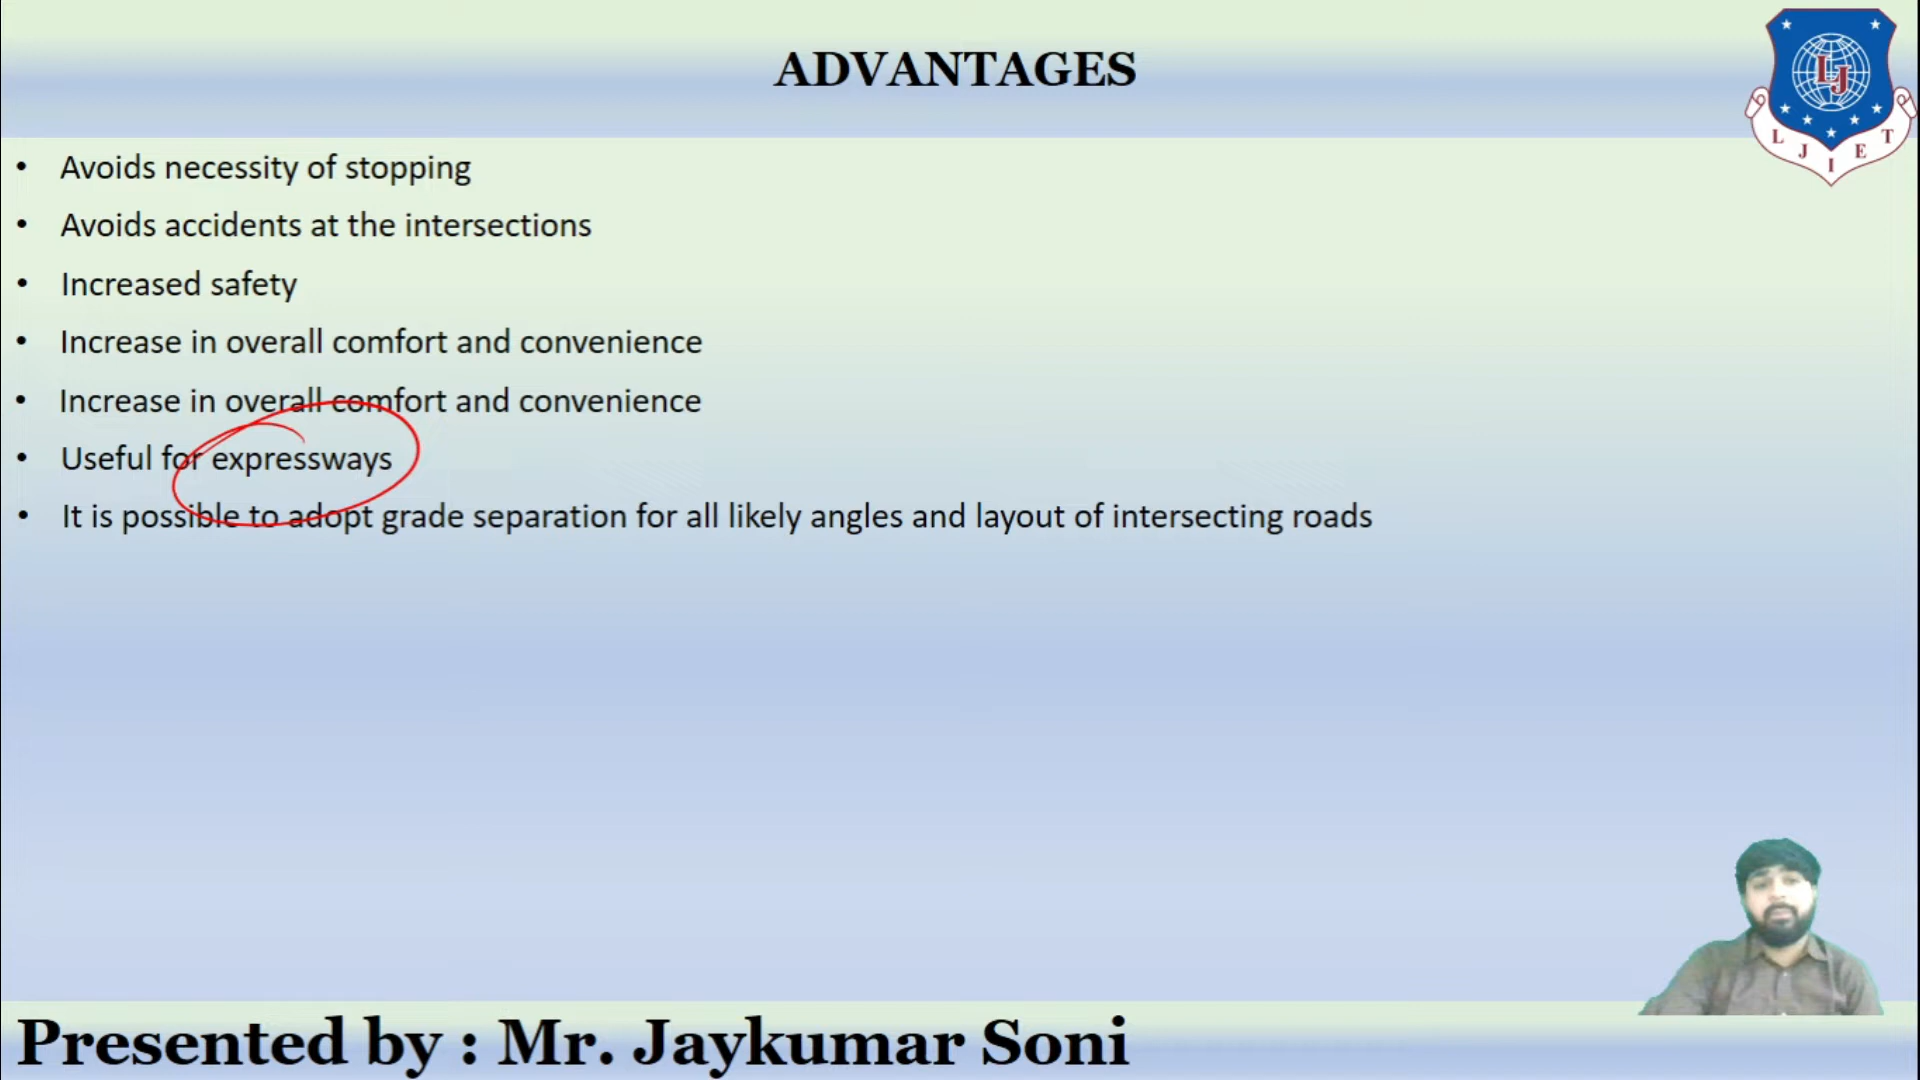 ADVANTAGES
LJ
L J I E T
• Avoids necessity of stopping
• Avoids accidents at the intersections
• Increased safety
• Increase in overall comfort and convenience
• Increase in overall comfort and convenience
• Useful for expressways
• It is possible to adopt grade separation for all likely angles and layout of intersecting roads
Presented by : Mr. Jaykumar Soni